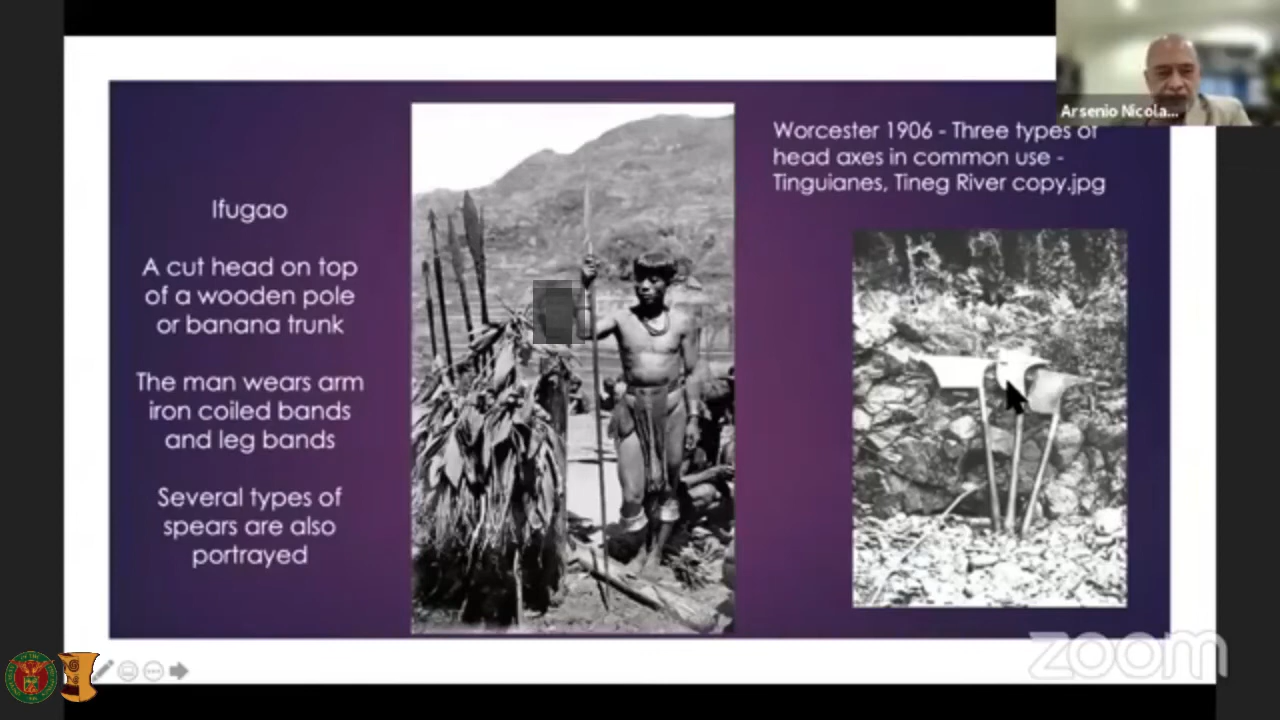 Arsenio Nicola...
Ifugao
A cut head on top
of a wooden pole
or banana trunk
The man wears arm
iron coiled bands
and leg bands
Several types of
spears are also
portrayed
Worcester 1906 - Three types of
head axes in common use -
Tinguianes, Tineg River copy.jpg
zoom